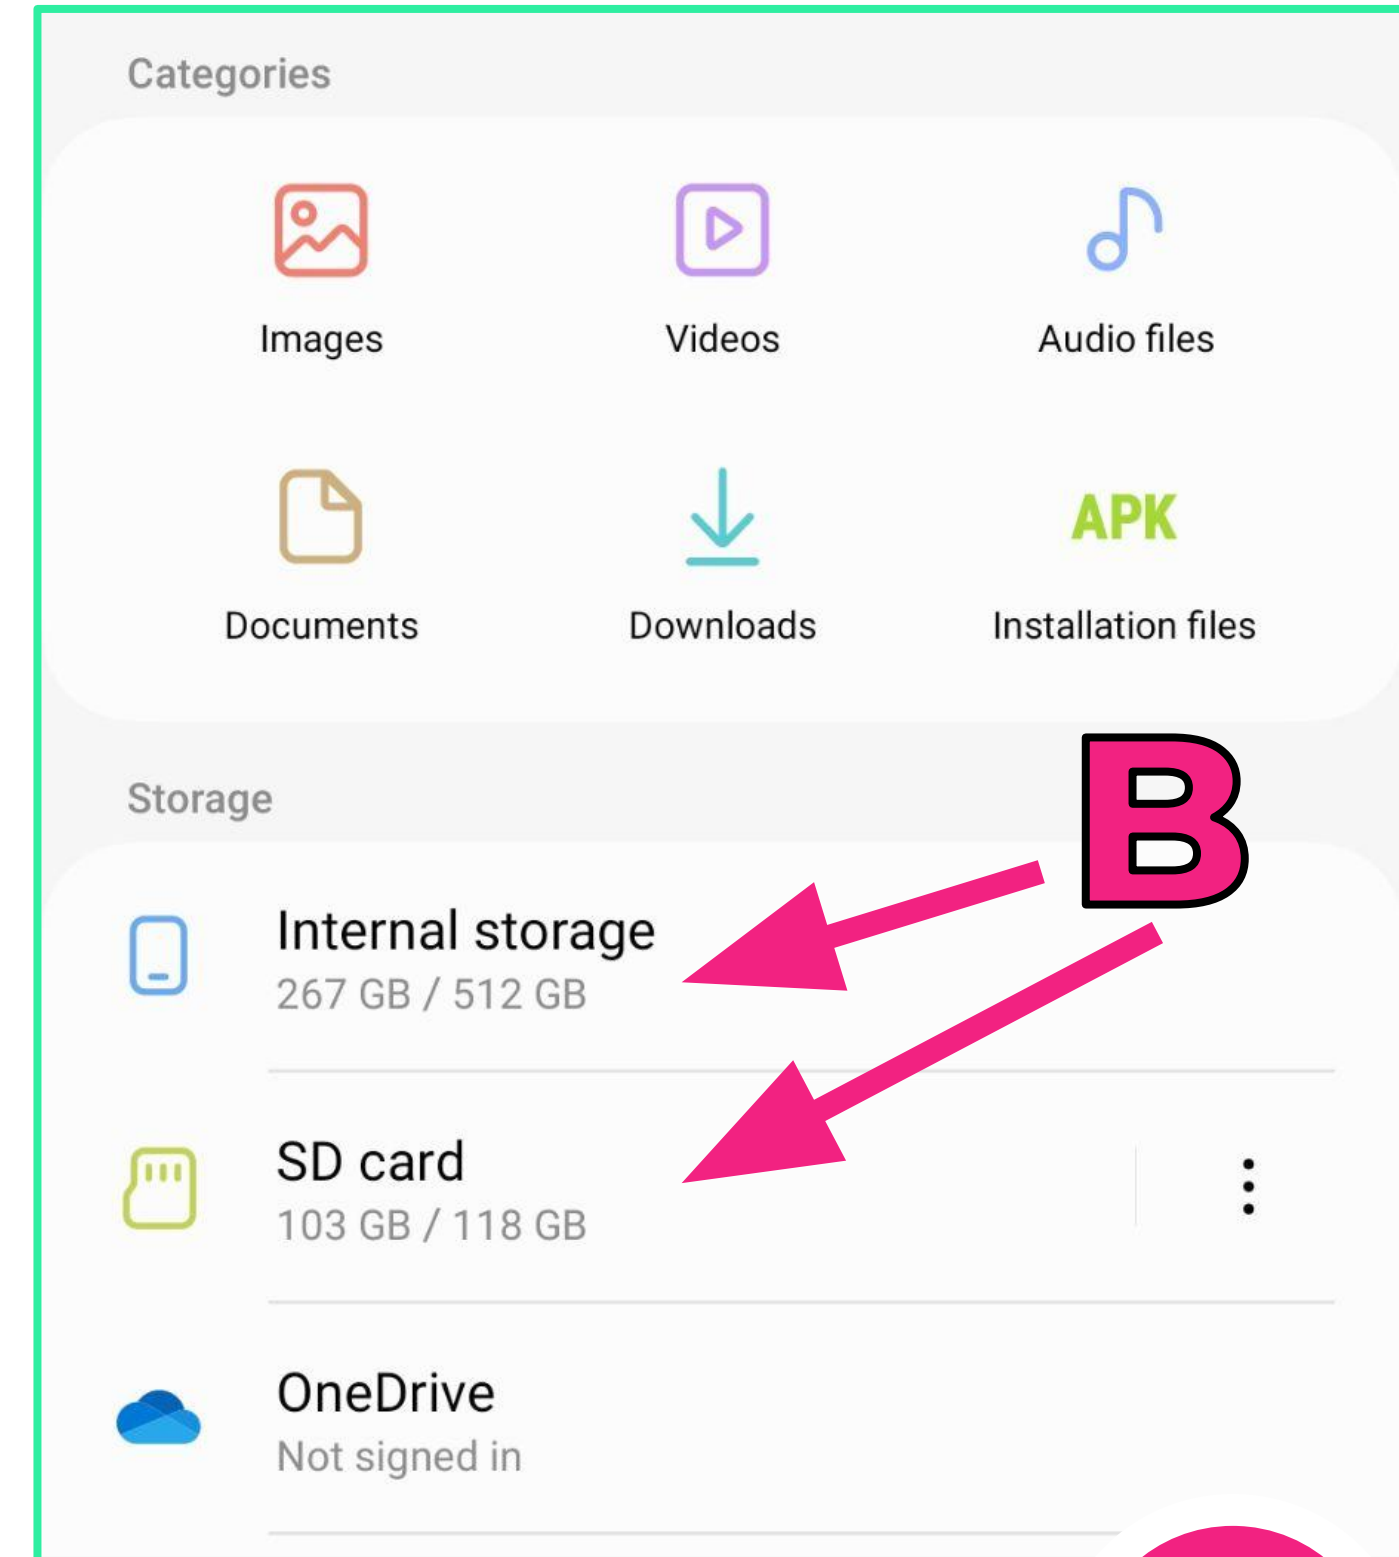 Categories
Images Videos Audio files
APK
Documents Downloads Installation files
Storage
B
Internal storage
267 GB / 512 GB
SD card
103 GB / 118 GB
OneDrive
Not signed in